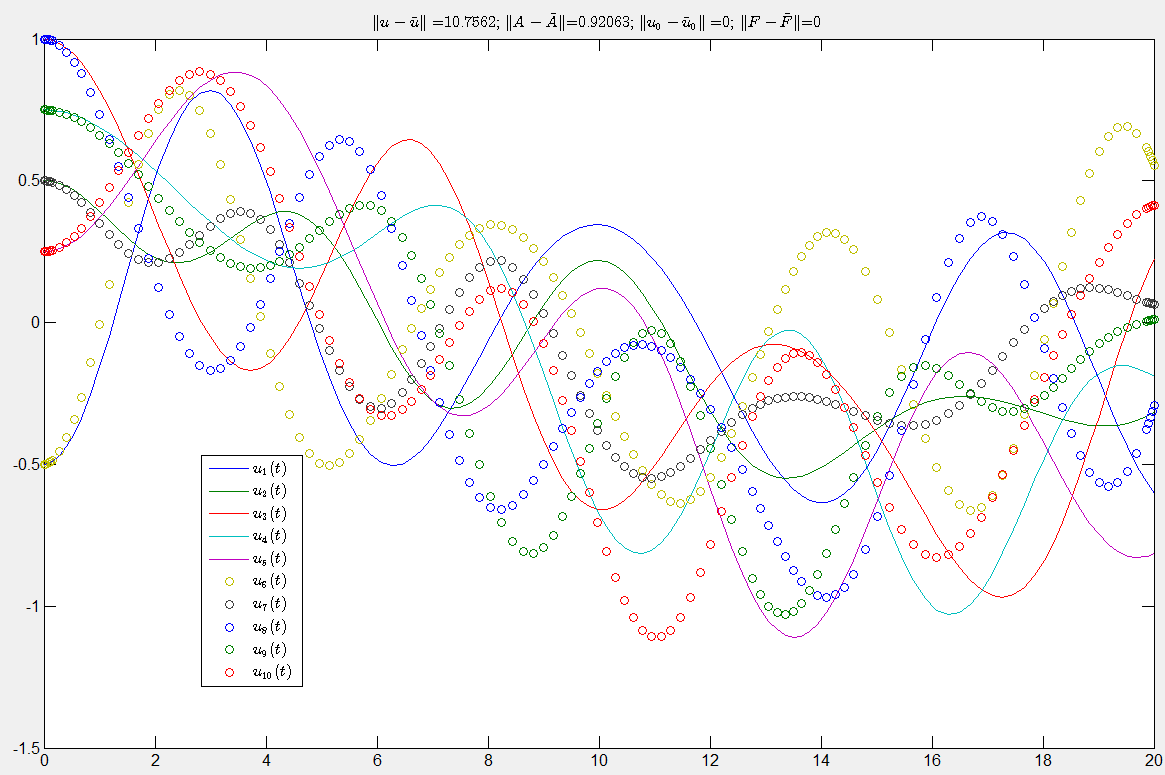 ‖u − ũ‖ =10.7562; ‖A − Ã‖=0.92063; ‖u₀ − ũ₀‖ =0; ‖F − F̃‖=0
1
0.5
0
-0.5
-1
-1.5
u₁(t)
u₂(t)
u₃(t)
u₄(t)
u₅(t)
u₆(t)
u₇(t)
u₈(t)
u₉(t)
u₁₀(t)
0 2 4 6 8 10 12 14 16 18 20